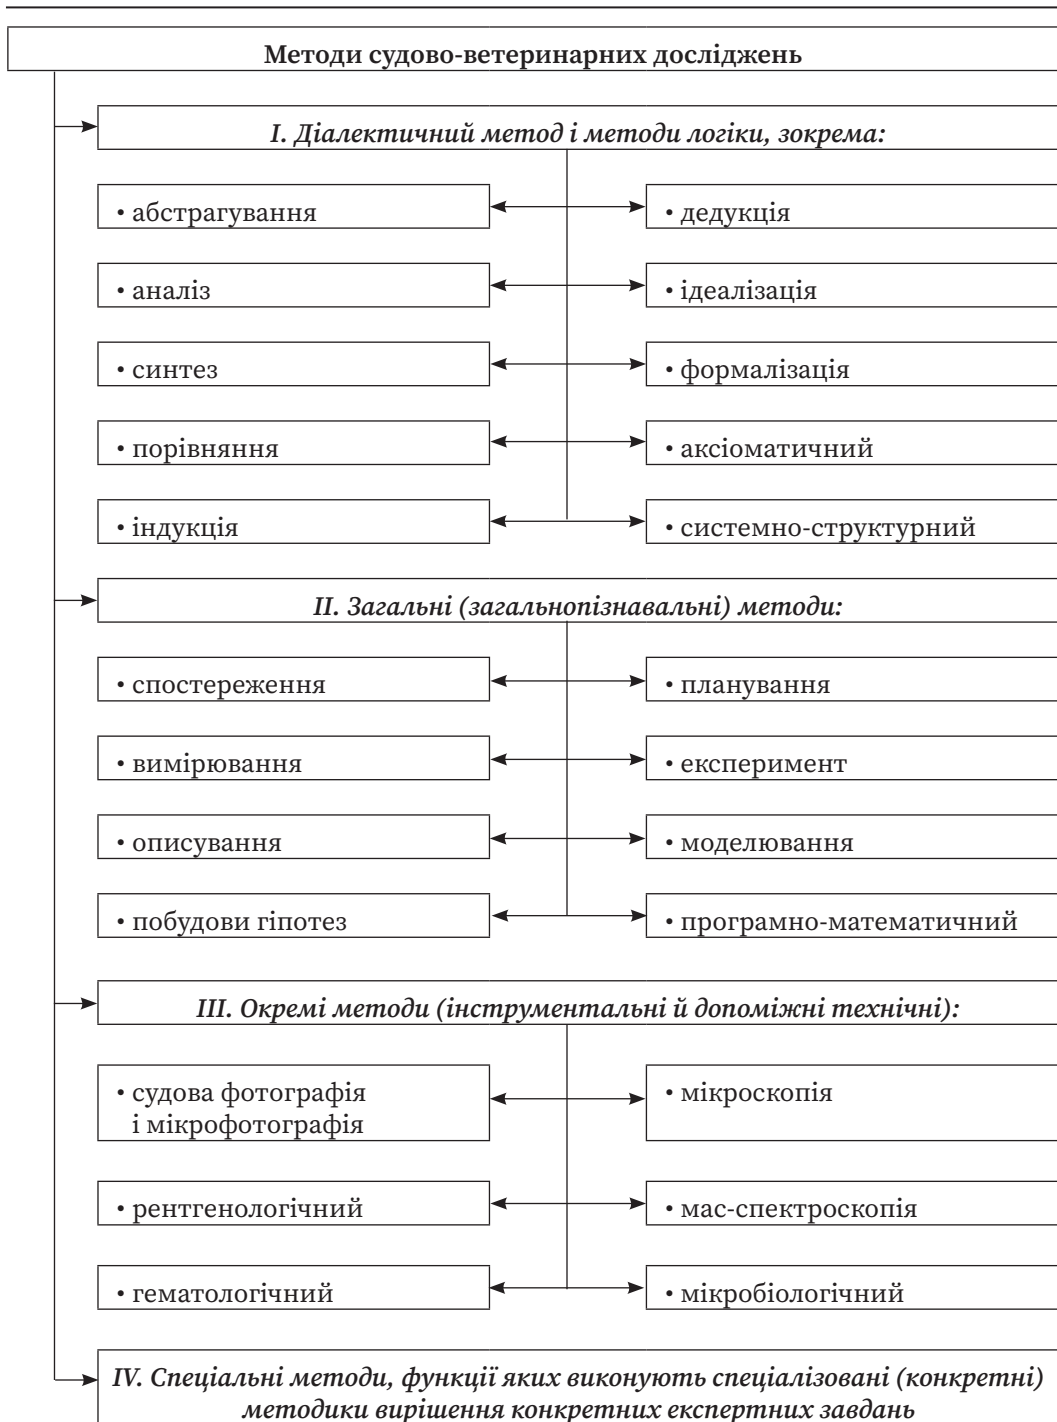 Методи судово-ветеринарних досліджень
I. Діалектичний метод і методи логіки, зокрема:
• абстрагування
• дедукція
• аналіз
• ідеалізація
• синтез
• формалізація
• порівняння
• аксіоматичний
• індукція
• системно-структурний
II. Загальні (загальнопізнавальні) методи:
• спостереження
• планування
• вимірювання
• експеримент
• описування
• моделювання
• побудови гіпотез
• програмно-математичний
III. Окремі методи (інструментальні й допоміжні технічні):
• судова фотографія
і мікрофотографія
• мікроскопія
• рентгенологічний
• мас-спектроскопія
• гематологічний
• мікробіологічний
IV. Спеціальні методи, функції яких виконують спеціалізовані (конкретні)
методики вирішення конкретних експертних завдань